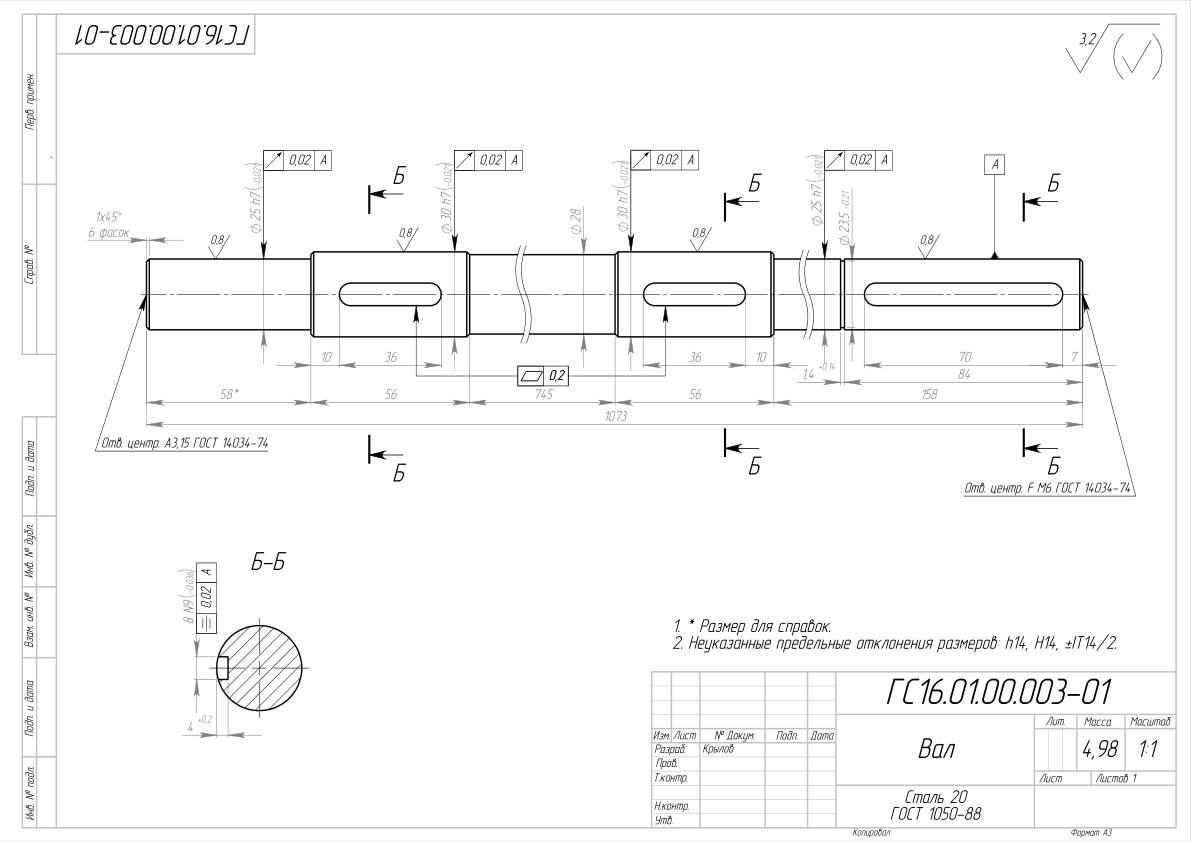 ГС16.01.00.003-01
3,2
Перв. примен.
Справ. №
Подп. и дата
Инв. № дубл.
Взам. инв. №
Подп. и дата
Инв. № подл.
0,02 А
0,02 А
0,02 А
0,02 А
А
Б
Б
Б
1х45°
6 фасок
0,8
⌀ 25 h7 (-0,021)
0,8
⌀ 30 h7 (-0,021)
⌀ 28
⌀ 30 h7 (-0,021)
0,8
⌀ 25 h7 (-0,021)
⌀ 23,5 -0,21
0,8
10
36
36
10
70
7
0,2
1,4 +0,14
84
58*
56
745
56
158
1073
Отв. центр. А3,15 ГОСТ 14034-74
Б
Б
Б
Отв. центр. F М6 ГОСТ 14034-74
Б-Б
8 N9 (-0,036)
0,02 А
4 +0,2
1. * Размер для справок.
2. Неуказанные предельные отклонения размеров: h14, H14, ±IT14/2.
ГС16.01.00.003-01
Изм. Лист № Докум. Подп. Дата
Разраб. Крылов
Пров.
Т.контр.
Н.контр.
Утв.
Вал
Лит. Масса Масштаб
4,98 1:1
Лист Листов 1
Сталь 20
ГОСТ 1050-88
Копировал Формат А3